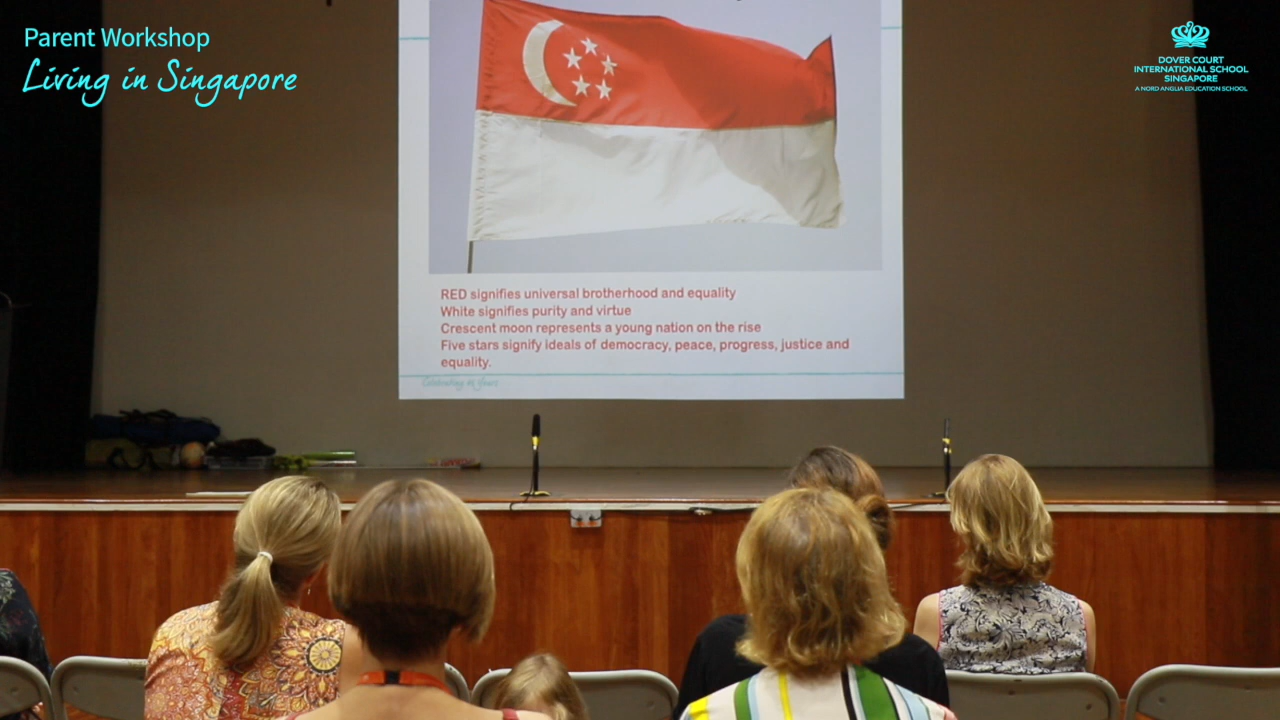 Parent Workshop
Living in Singapore
DOVER COURT
INTERNATIONAL SCHOOL
SINGAPORE
A NORD ANGLIA EDUCATION SCHOOL
RED signifies universal brotherhood and equality
White signifies purity and virtue
Crescent moon represents a young nation on the rise
Five stars signify ideals of democracy, peace, progress, justice and
equality.